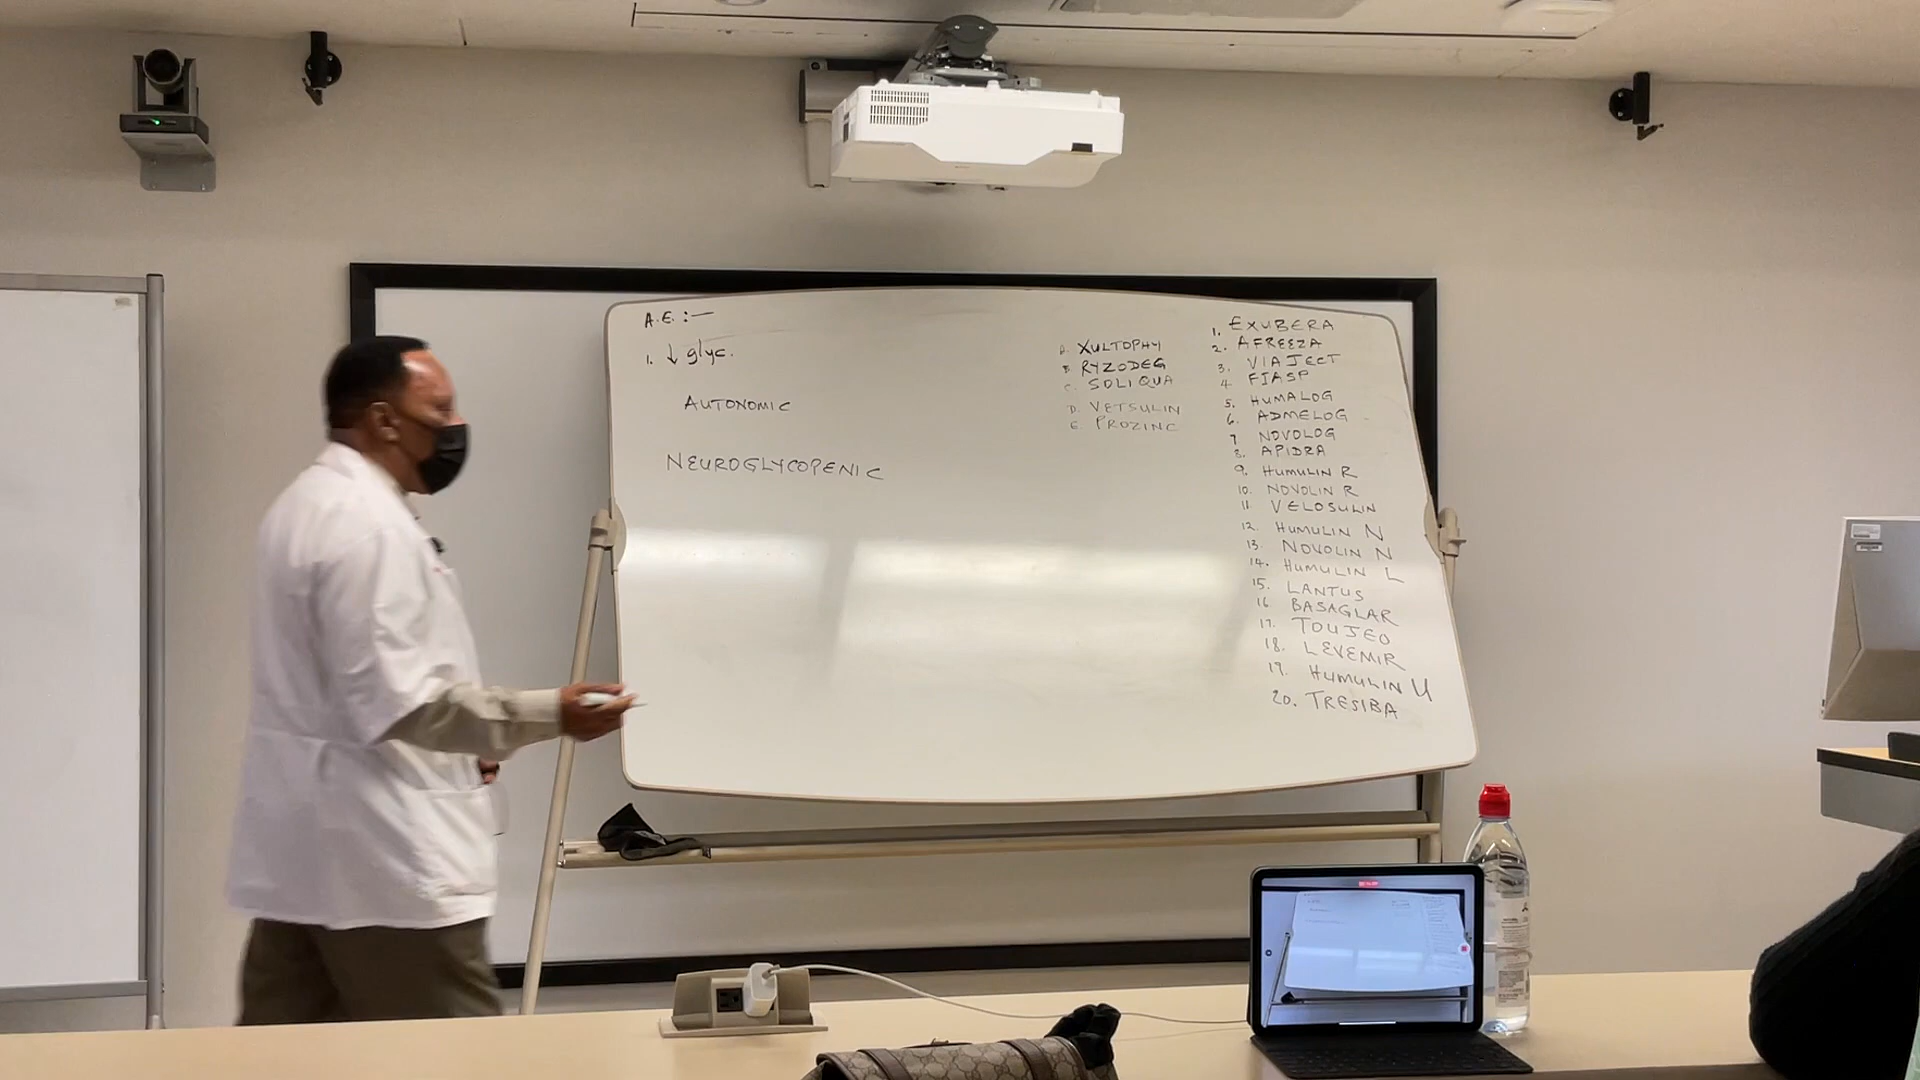 A.E. :—
1. ↓ glyc.
AUTONOMIC
NEUROGLYCOPENIC
A. XULTOPHY
B. RYZODEG
C. SOLIQUA
D. VETSULIN
E. PROZINC
1. EXUBERA
2. AFREEZA
3. VIAJECT
4. FIASP
5. HUMALOG
6. ADMELOG
7. NOVOLOG
8. APIDRA
9. HUMULIN R
10. NOVOLIN R
11. VELOSULIN
12. HUMULIN N
13. NOVOLIN N
14. HUMULIN L
15. LANTUS
16. BASAGLAR
17. TOUJEO
18. LEVEMIR
19. HUMULIN U
20. TRESIBA